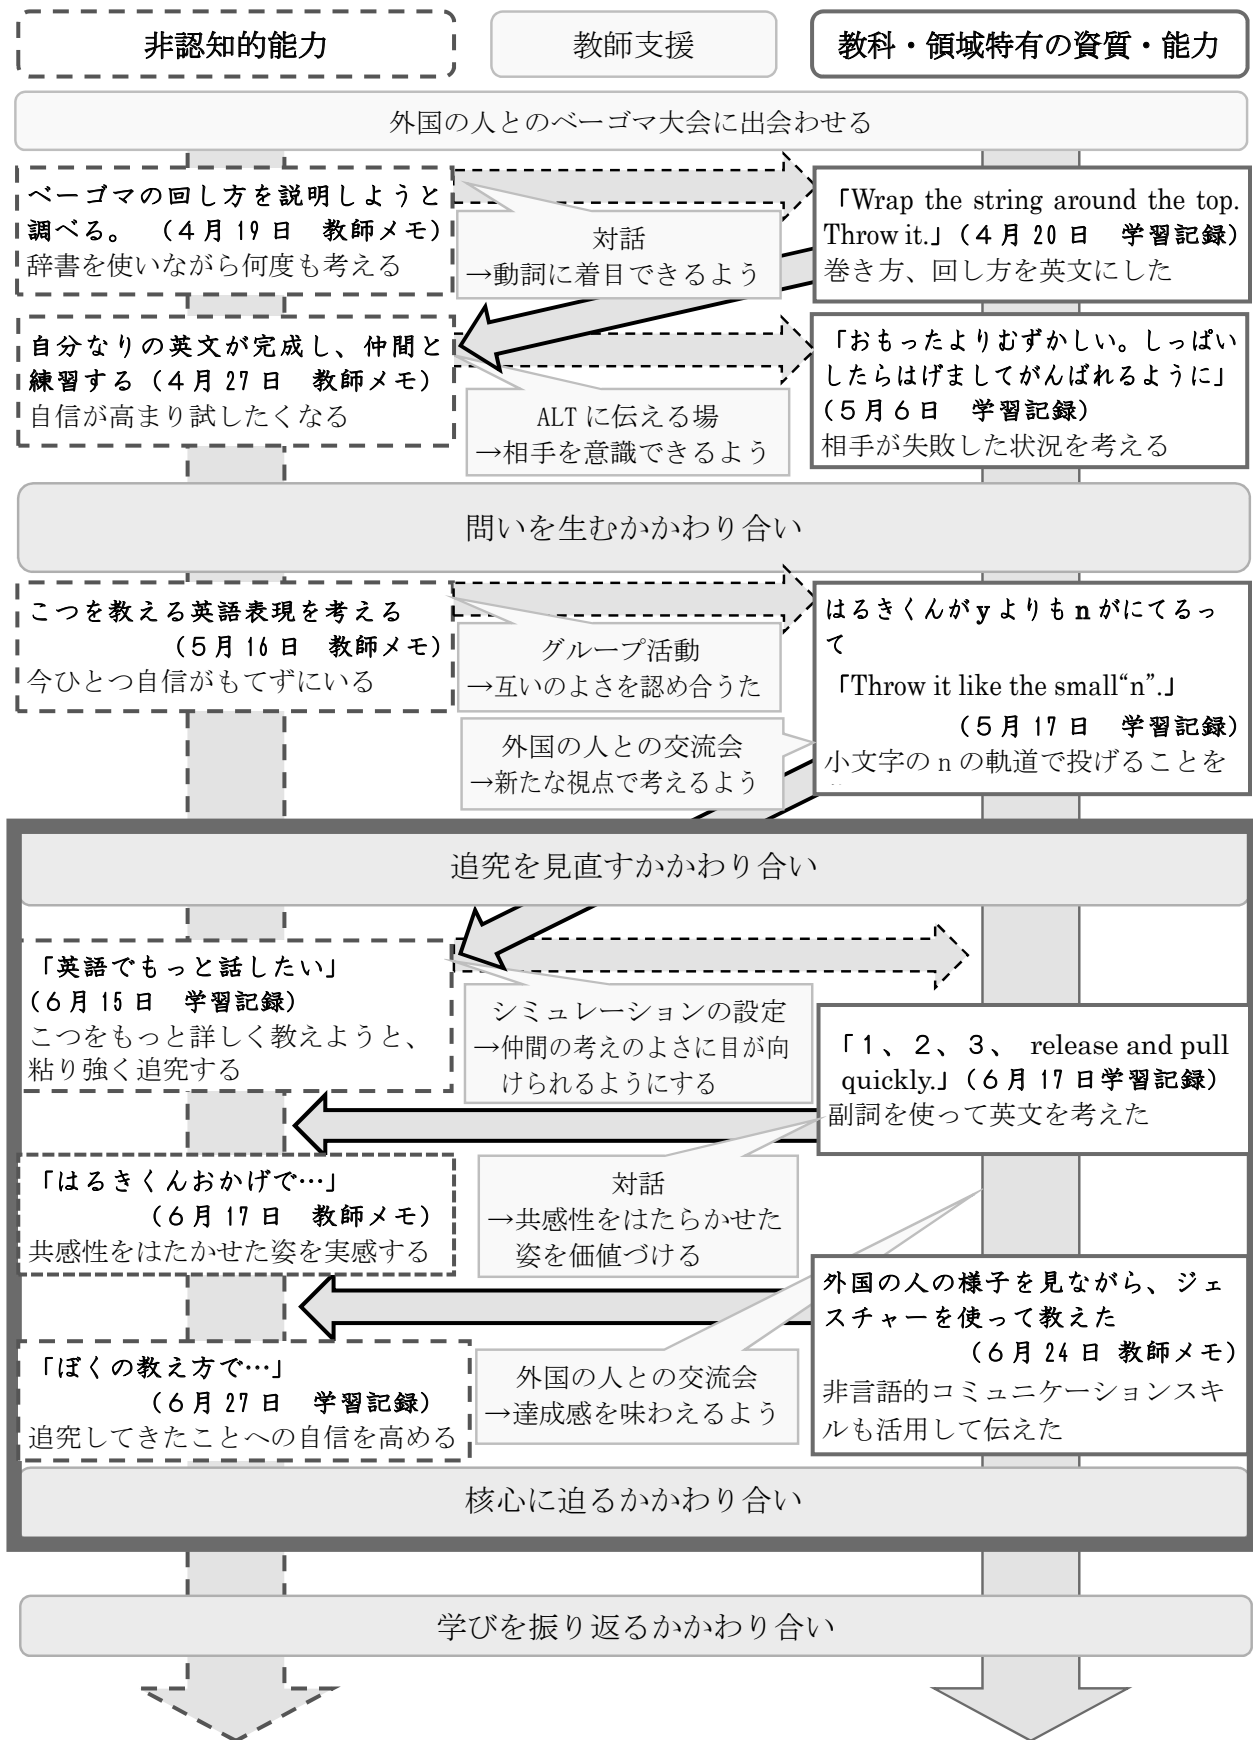 非認知的能力
教師支援
教科・領域特有の資質・能力
外国の人とのベーゴマ大会に出会わせる
ベーゴマの回し方を説明しようと
調べる。　（４月 19 日　教師メモ）
辞書を使いながら何度も考える
対話
→動詞に着目できるよう
「Wrap the string around the top.
Throw it.」（４月 20 日　学習記録）
巻き方、回し方を英文にした
自分なりの英文が完成し、仲間と
練習する（４月 27 日　教師メモ）
自信が高まり試したくなる
ALT に伝える場
→相手を意識できるよう
「おもったよりむずかしい。しっぱい
したらはげましてがんばれるように」
（５月６日　学習記録）
相手が失敗した状況を考える
問いを生むかかわり合い
こつを教える英語表現を考える
（５月 16 日　教師メモ）
今ひとつ自信がもてずにいる
グループ活動
→互いのよさを認め合うた
外国の人との交流会
→新たな視点で考えるよう
はるきくんが y よりも n がにてるっ
て
「Throw it like the small“n”.」
（５月 17 日　学習記録）
小文字の n の軌道で投げることを
追究を見直すかかわり合い
「英語でもっと話したい」
（６月 15 日　学習記録）
こつをもっと詳しく教えようと、
粘り強く追究する
シミュレーションの設定
→仲間の考えのよさに目が向
けられるようにする
「１、２、３、 release and pull
quickly.」（６月 17 日学習記録）
副詞を使って英文を考えた
「はるきくんおかげで…」
（６月 17 日　教師メモ）
共感性をはたかせた姿を実感する
対話
→共感性をはたらかせた
姿を価値づける
外国の人の様子を見ながら、ジェ
スチャーを使って教えた
（６月 24 日 教師メモ）
非言語的コミュニケーションスキ
ルも活用して伝えた
「ぼくの教え方で…」
（６月 27 日　学習記録）
追究してきたことへの自信を高める
外国の人との交流会
→達成感を味わえるよう
核心に迫るかかわり合い
学びを振り返るかかわり合い